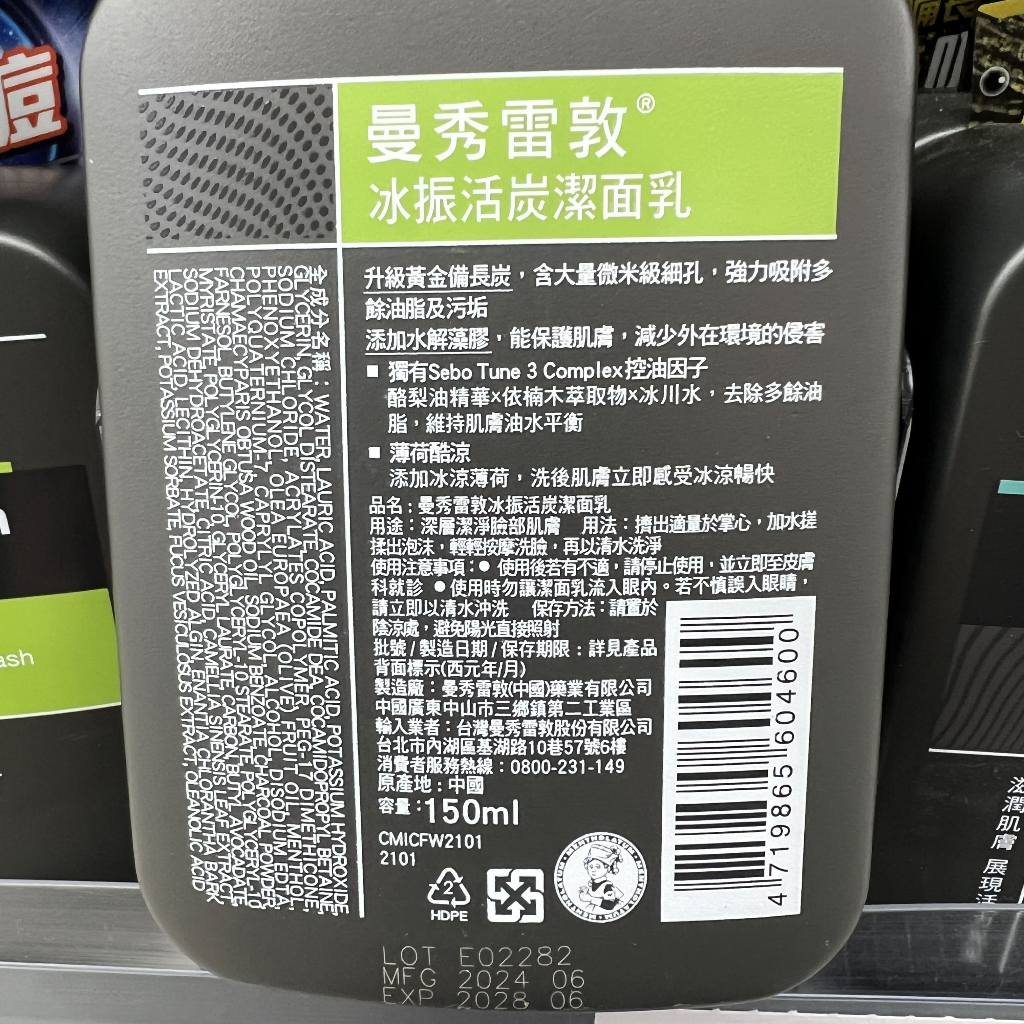 曼秀雷敦®
冰振活炭潔面乳
升級黃金備長炭，含大量微米級細孔，強力吸附多
餘油脂及污垢
添加水解藻膠，能保護肌膚，減少外在環境的侵害
■ 獨有Sebo Tune 3 Complex控油因子
酪梨油精華×依楠木萃取物×冰川水，去除多餘油
脂，維持肌膚油水平衡
■ 薄荷酷涼
添加冰涼薄荷，洗後肌膚立即感受冰涼暢快
品名：曼秀雷敦冰振活炭潔面乳
用途：深層潔淨臉部肌膚 用法：擠出適量於掌心，加水搓
揉出泡沫，輕輕按摩洗臉，再以清水洗淨
使用注意事項：● 使用後若有不適，請停止使用，並立即至皮膚
科就診 ● 使用時勿讓潔面乳流入眼內。若不慎誤入眼睛，
請立即以清水沖洗 保存方法：請置於
陰涼處，避免陽光直接照射
批號/製造日期/保存期限：詳見產品
背面標示(西元年/月)
製造廠：曼秀雷敦(中國)藥業有限公司
中國廣東中山市三鄉鎮第二工業區
輸入業者：台灣曼秀雷敦股份有限公司
台北市內湖區基湖路10巷57號6樓
消費者服務熱線：0800-231-149
原產地：中國
容量：150ml
CMICFW2101
2101
2
HDPE
MENTHOLATUM
4 719865 604600
全成分名稱：WATER, LAURIC ACID, PALMITIC ACID, POTASSIUM HYDROXIDE,
GLYCERIN, GLYCOL DISTEARATE, COCAMIDE DEA, COCAMIDOPROPYL BETAINE,
SODIUM CHLORIDE, ACRYLATES COPOLYMER, PEG-17 DIMETHICONE,
PHENOXYETHANOL, OLEA EUROPAEA (OLIVE) FRUIT OIL, MENTHOL,
POLYQUATERNIUM-7, CAPRYLYL GLYCOL, ALCOHOL, DISODIUM EDTA,
CHAMAECYPARIS OBTUSA WOOD OIL, SODIUM BENZOATE, CHARCOAL POWDER,
FARNESOL, BUTYLENE GLYCOL, POLYGLYCERYL-10 STEARATE, POLYGLYCERYL-10
MYRISTATE, POLYGLYCERIN-10, GLYCERYL LAURATE, CARBON, BUTYL AVOCADATE,
SODIUM DEHYDROACETATE, CITRIC ACID, CAMELLIA SINENSIS LEAF EXTRACT,
LACTIC ACID, LECITHIN, HYDROLYZED ALGIN, ENANTIA CHLORANTHA BARK
EXTRACT, POTASSIUM SORBATE, FUCUS VESICULOSUS EXTRACT, OLEANOLIC ACID
LOT E02282
MFG 2024 06
EXP 2028 06
痘
ash
滋潤肌膚 展現活